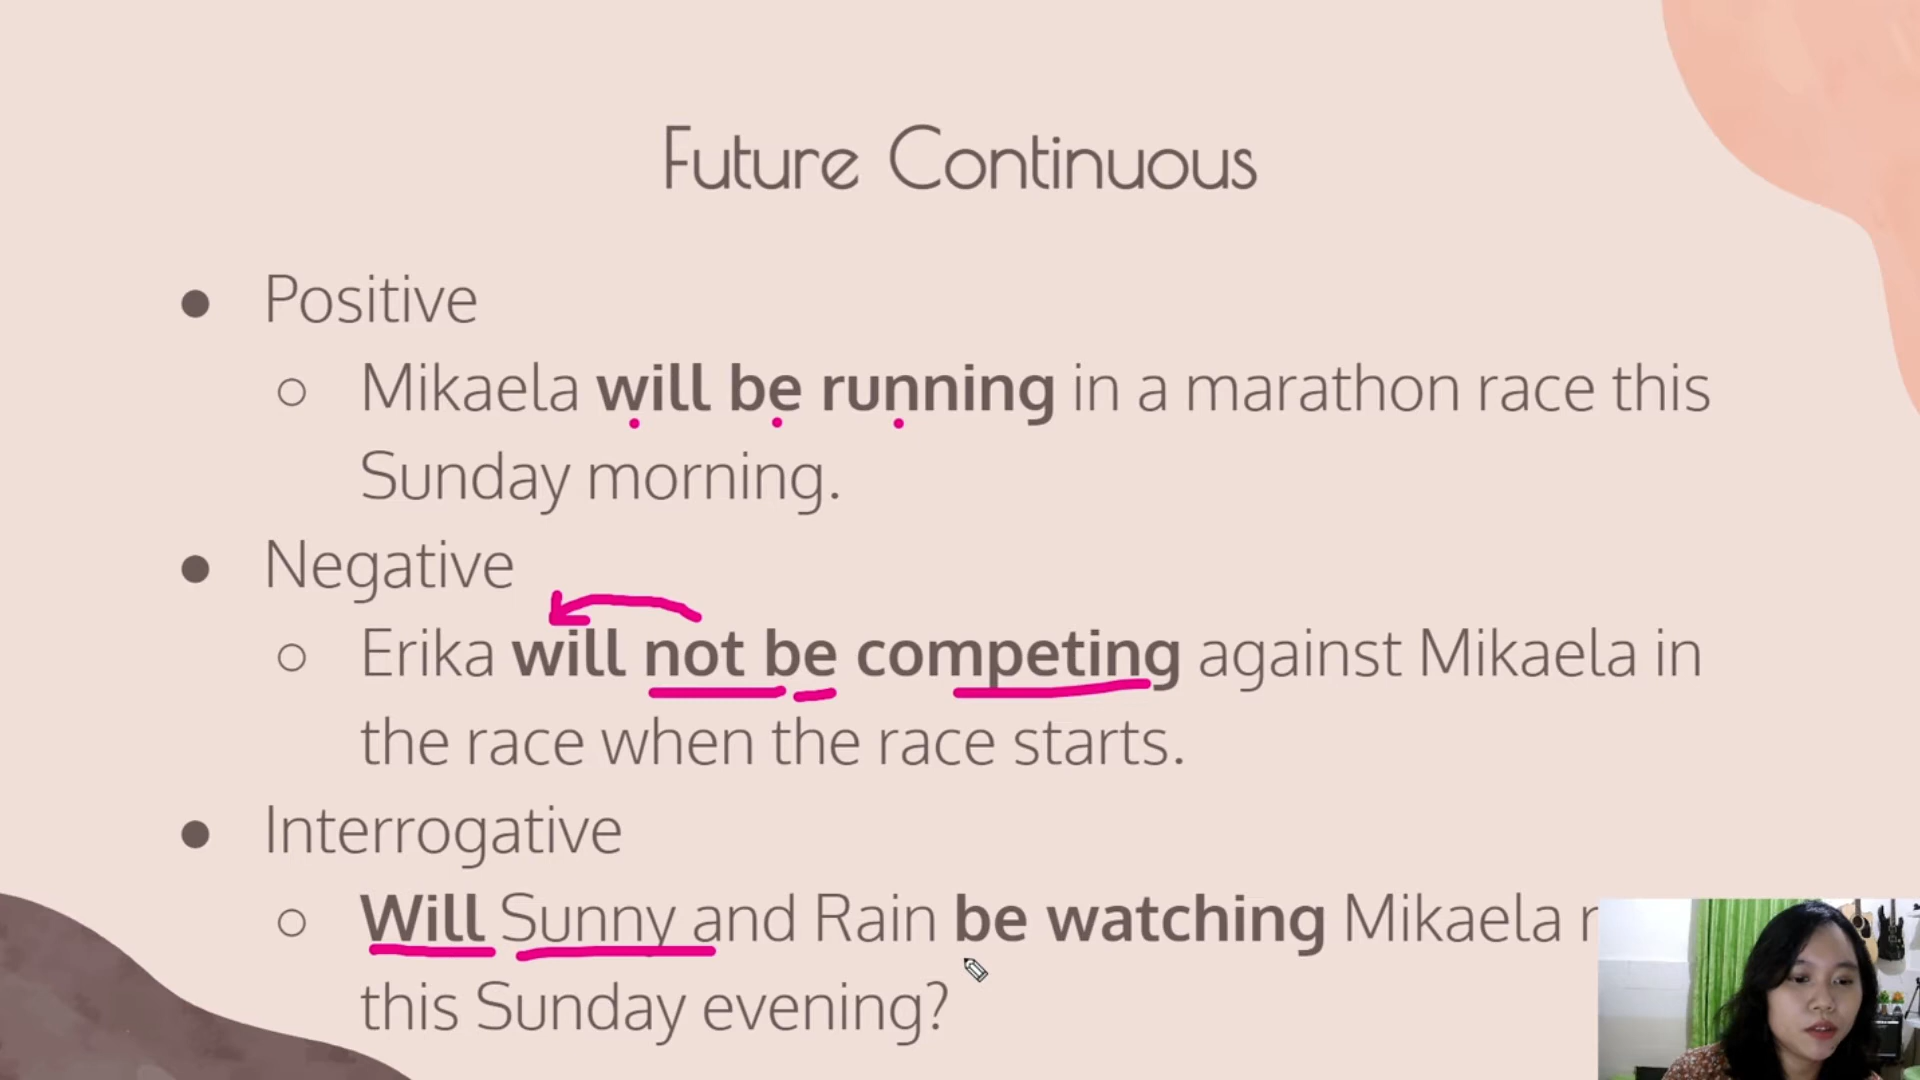 Future Continuous
● Positive
○ Mikaela will be running in a marathon race this
Sunday morning.
● Negative
○ Erika will not be competing against Mikaela in
the race when the race starts.
● Interrogative
○ Will Sunny and Rain be watching Mikaela
this Sunday evening?